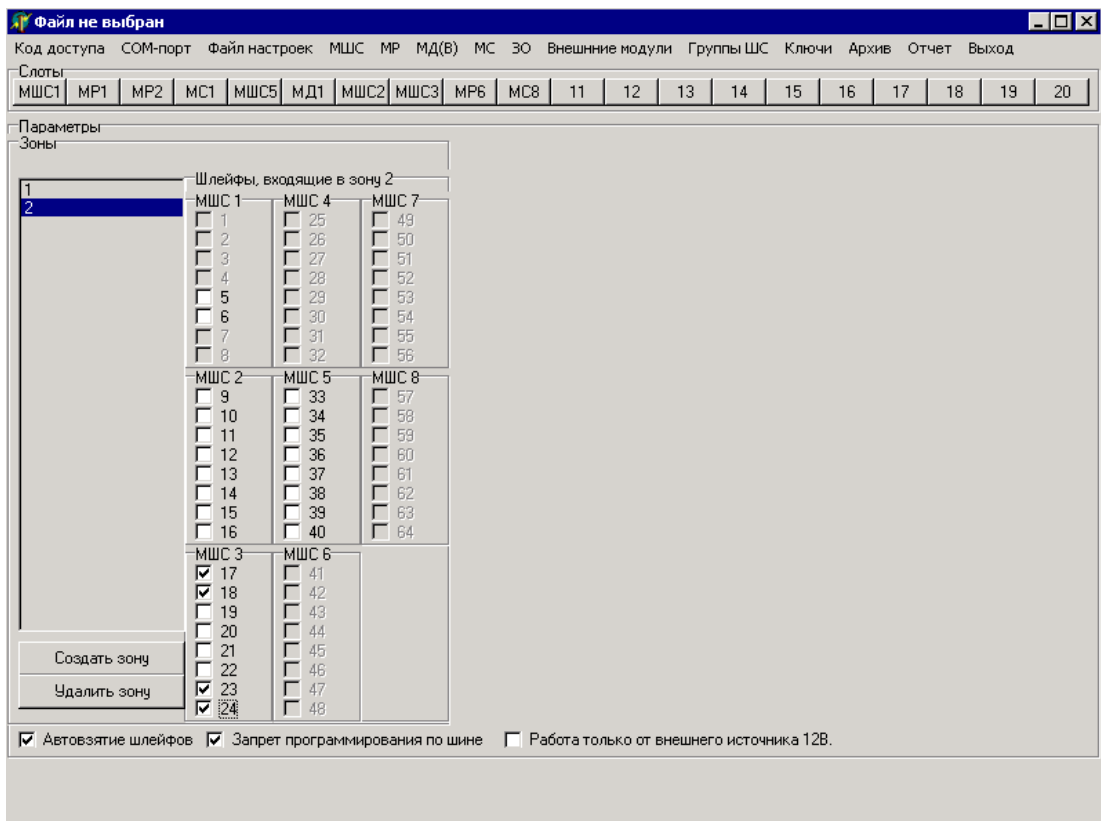 Файл не выбран
Код доступа COM-порт Файл настроек МШС МР МД(В) МС ЗО Внешнние модули Группы ШС Ключи Архив Отчет Выход
Слоты
МШС1 МР1 МР2 МС1 МШС5 МД1 МШС2 МШС3 МР6 МС8 11 12 13 14 15 16 17 18 19 20
Параметры
Зоны
1
2
Шлейфы, входящие в зону 2
МШС 1 МШС 4 МШС 7
1 25 49
2 26 50
3 27 51
4 28 52
5 29 53
6 30 54
7 31 55
8 32 56
МШС 2 МШС 5 МШС 8
9 33 57
10 34 58
11 35 59
12 36 60
13 37 61
14 38 62
15 39 63
16 40 64
МШС 3 МШС 6
17 41
18 42
19 43
20 44
21 45
22 46
23 47
24 48
Создать зону
Удалить зону
Автовзятие шлейфов Запрет программирования по шине Работа только от внешнего источника 12В.